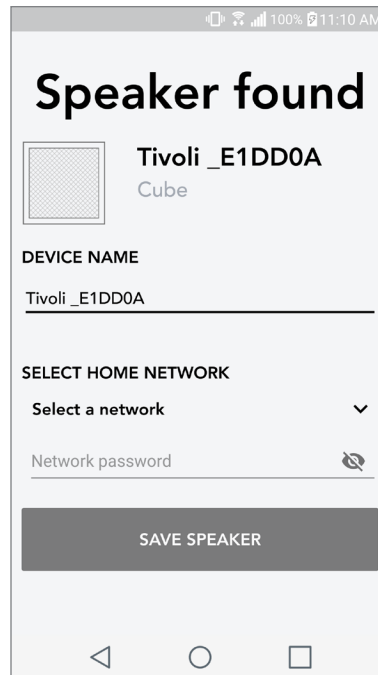 100% 11:10 AM
Speaker found
Tivoli _E1DD0A
Cube
DEVICE NAME
Tivoli _E1DD0A
SELECT HOME NETWORK
Select a network
Network password
SAVE SPEAKER